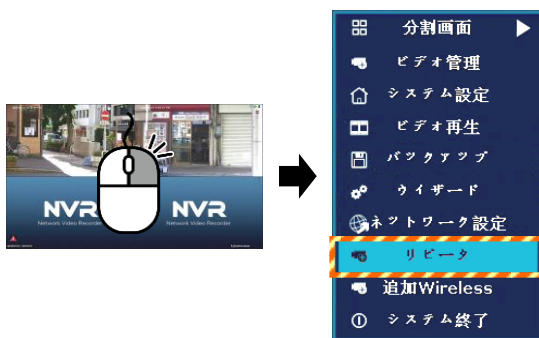 NVR
Network Video Recorder
NVR
Network Video Recorder
分割画面
ビデオ管理
システム設定
ビデオ再生
バックアップ
ウイザード
ネットワーク設定
リピータ
追加Wireless
システム終了